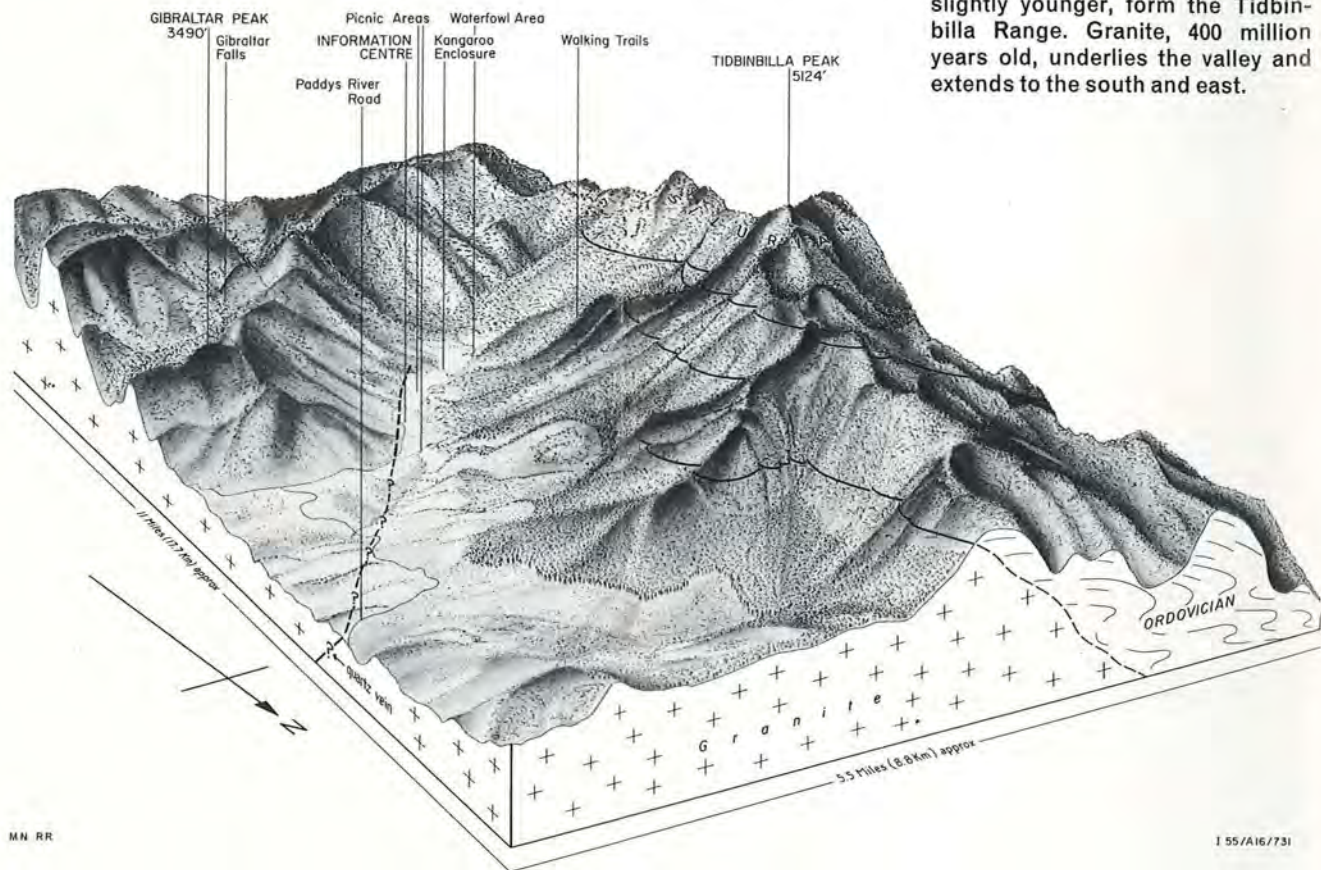 slightly younger, form the Tidbin-
billa Range. Granite, 400 million
years old, underlies the valley and
extends to the south and east.
GIBRALTAR PEAK
3490'
Gibraltar
Falls
Picnic Areas
INFORMATION
CENTRE
Paddys River
Road
Waterfowl Area
Kangaroo
Enclosure
Walking Trails
TIDBINBILLA PEAK
5124'
?
?
?
?
quartz vein
11 Miles (17.7 Km) approx
N
Granite
5.5 Miles (8.8 Km) approx
ORDOVICIAN
MN RR
I 55/A16/731